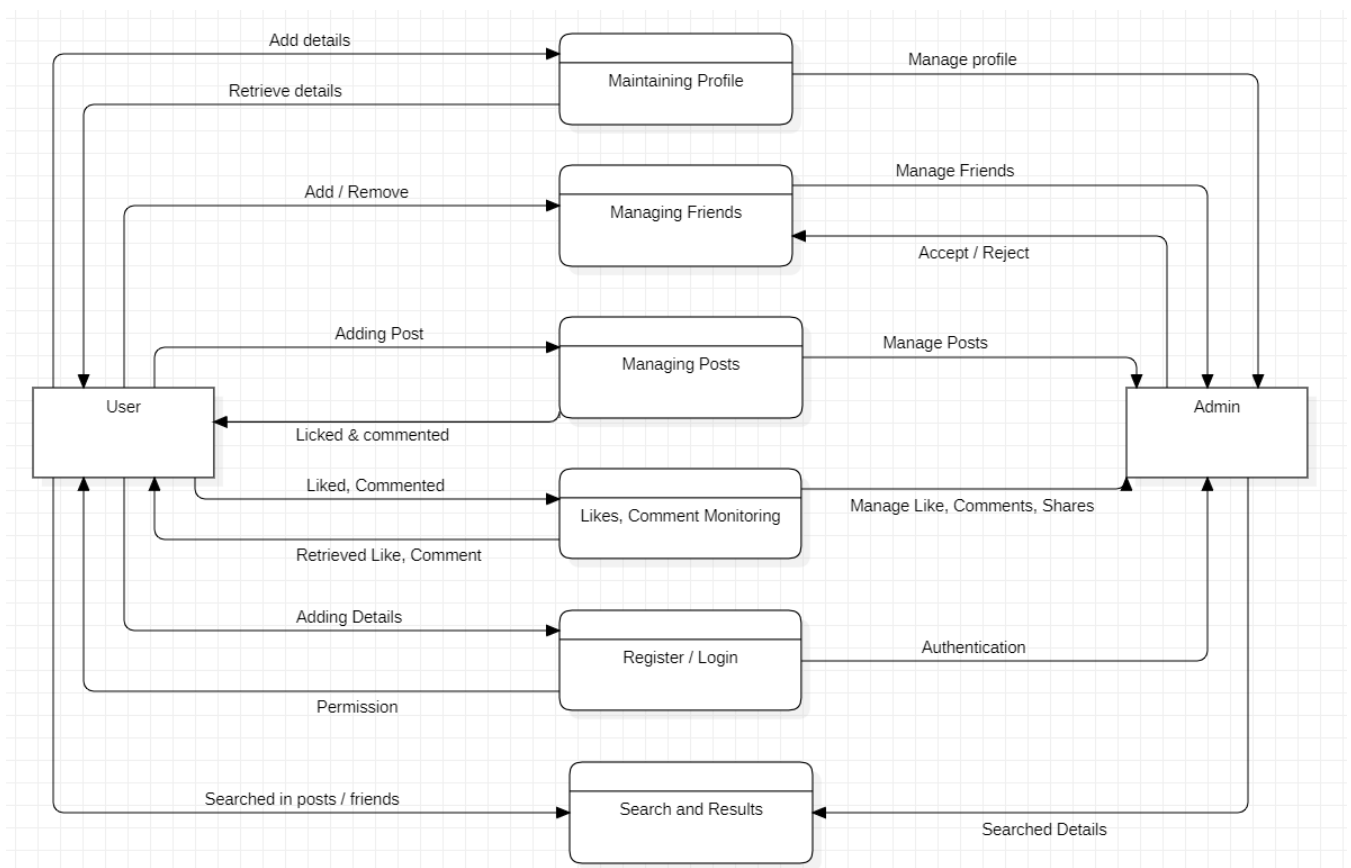 Add details
Manage profile
Maintaining Profile
Retrieve details
Manage Friends
Add / Remove
Managing Friends
Accept / Reject
Adding Post
Manage Posts
Managing Posts
User
Admin
Licked & commented
Liked, Commented
Manage Like, Comments, Shares
Likes, Comment Monitoring
Retrieved Like, Comment
Adding Details
Authentication
Register / Login
Permission
Searched in posts / friends
Search and Results
Searched Details